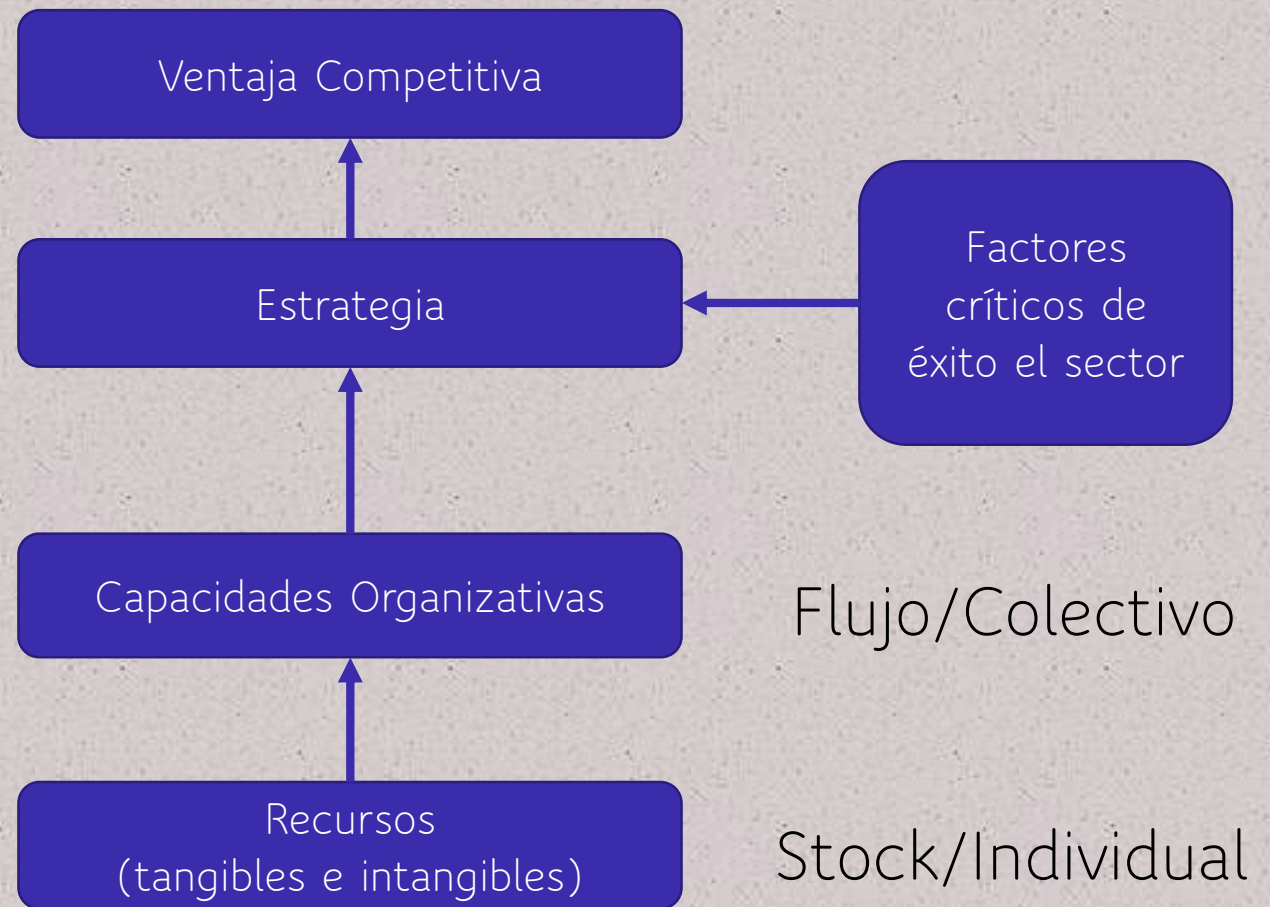 Ventaja Competitiva
Estrategia
Factores
críticos de
éxito el sector
Capacidades Organizativas
Flujo/Colectivo
Recursos
(tangibles e intangibles)
Stock/Individual